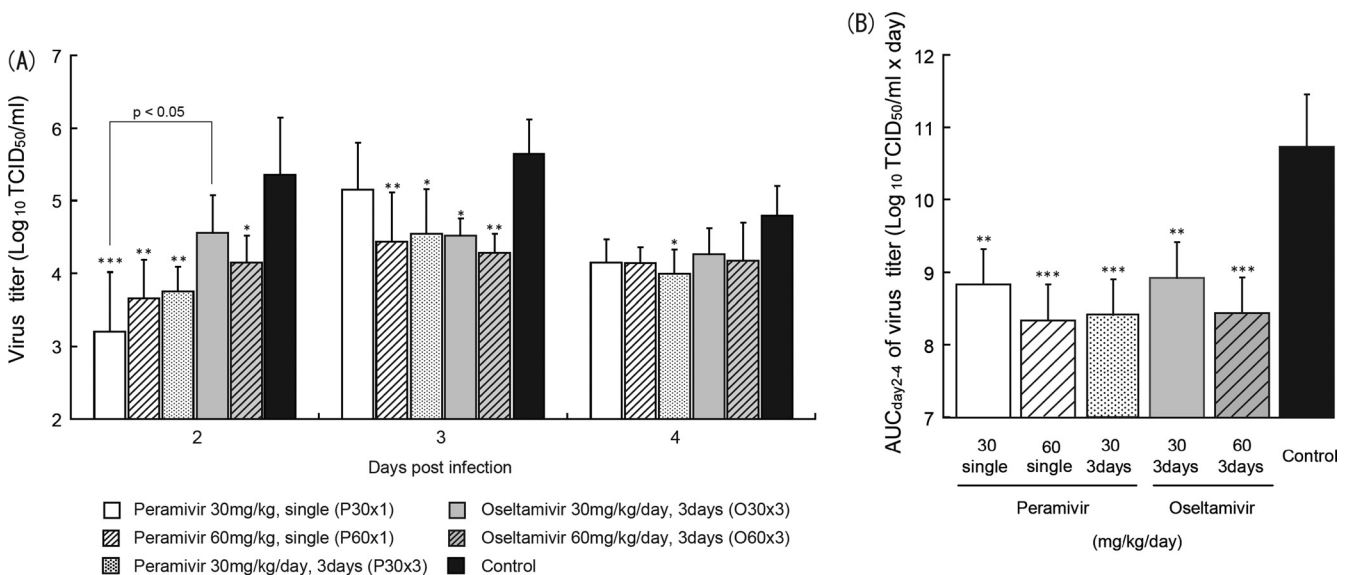 (A)
Virus titer (Log 10 TCID50/ml)
7
6
5
4
3
2
p < 0.05
***
**
**
*
**
*
*
**
*
2
3
4
Days post infection
Peramivir 30mg/kg, single (P30x1)
Peramivir 60mg/kg, single (P60x1)
Peramivir 30mg/kg/day, 3days (P30x3)
Oseltamivir 30mg/kg/day, 3days (O30x3)
Oseltamivir 60mg/kg/day, 3days (O60x3)
Control
(B)
AUCday2-4 of virus titer (Log 10 TCID50/ml x day)
12
11
10
9
8
7
**
***
***
**
***
30 single
60 single
30 3days
30 3days
60 3days
Control
Peramivir
Oseltamivir
(mg/kg/day)